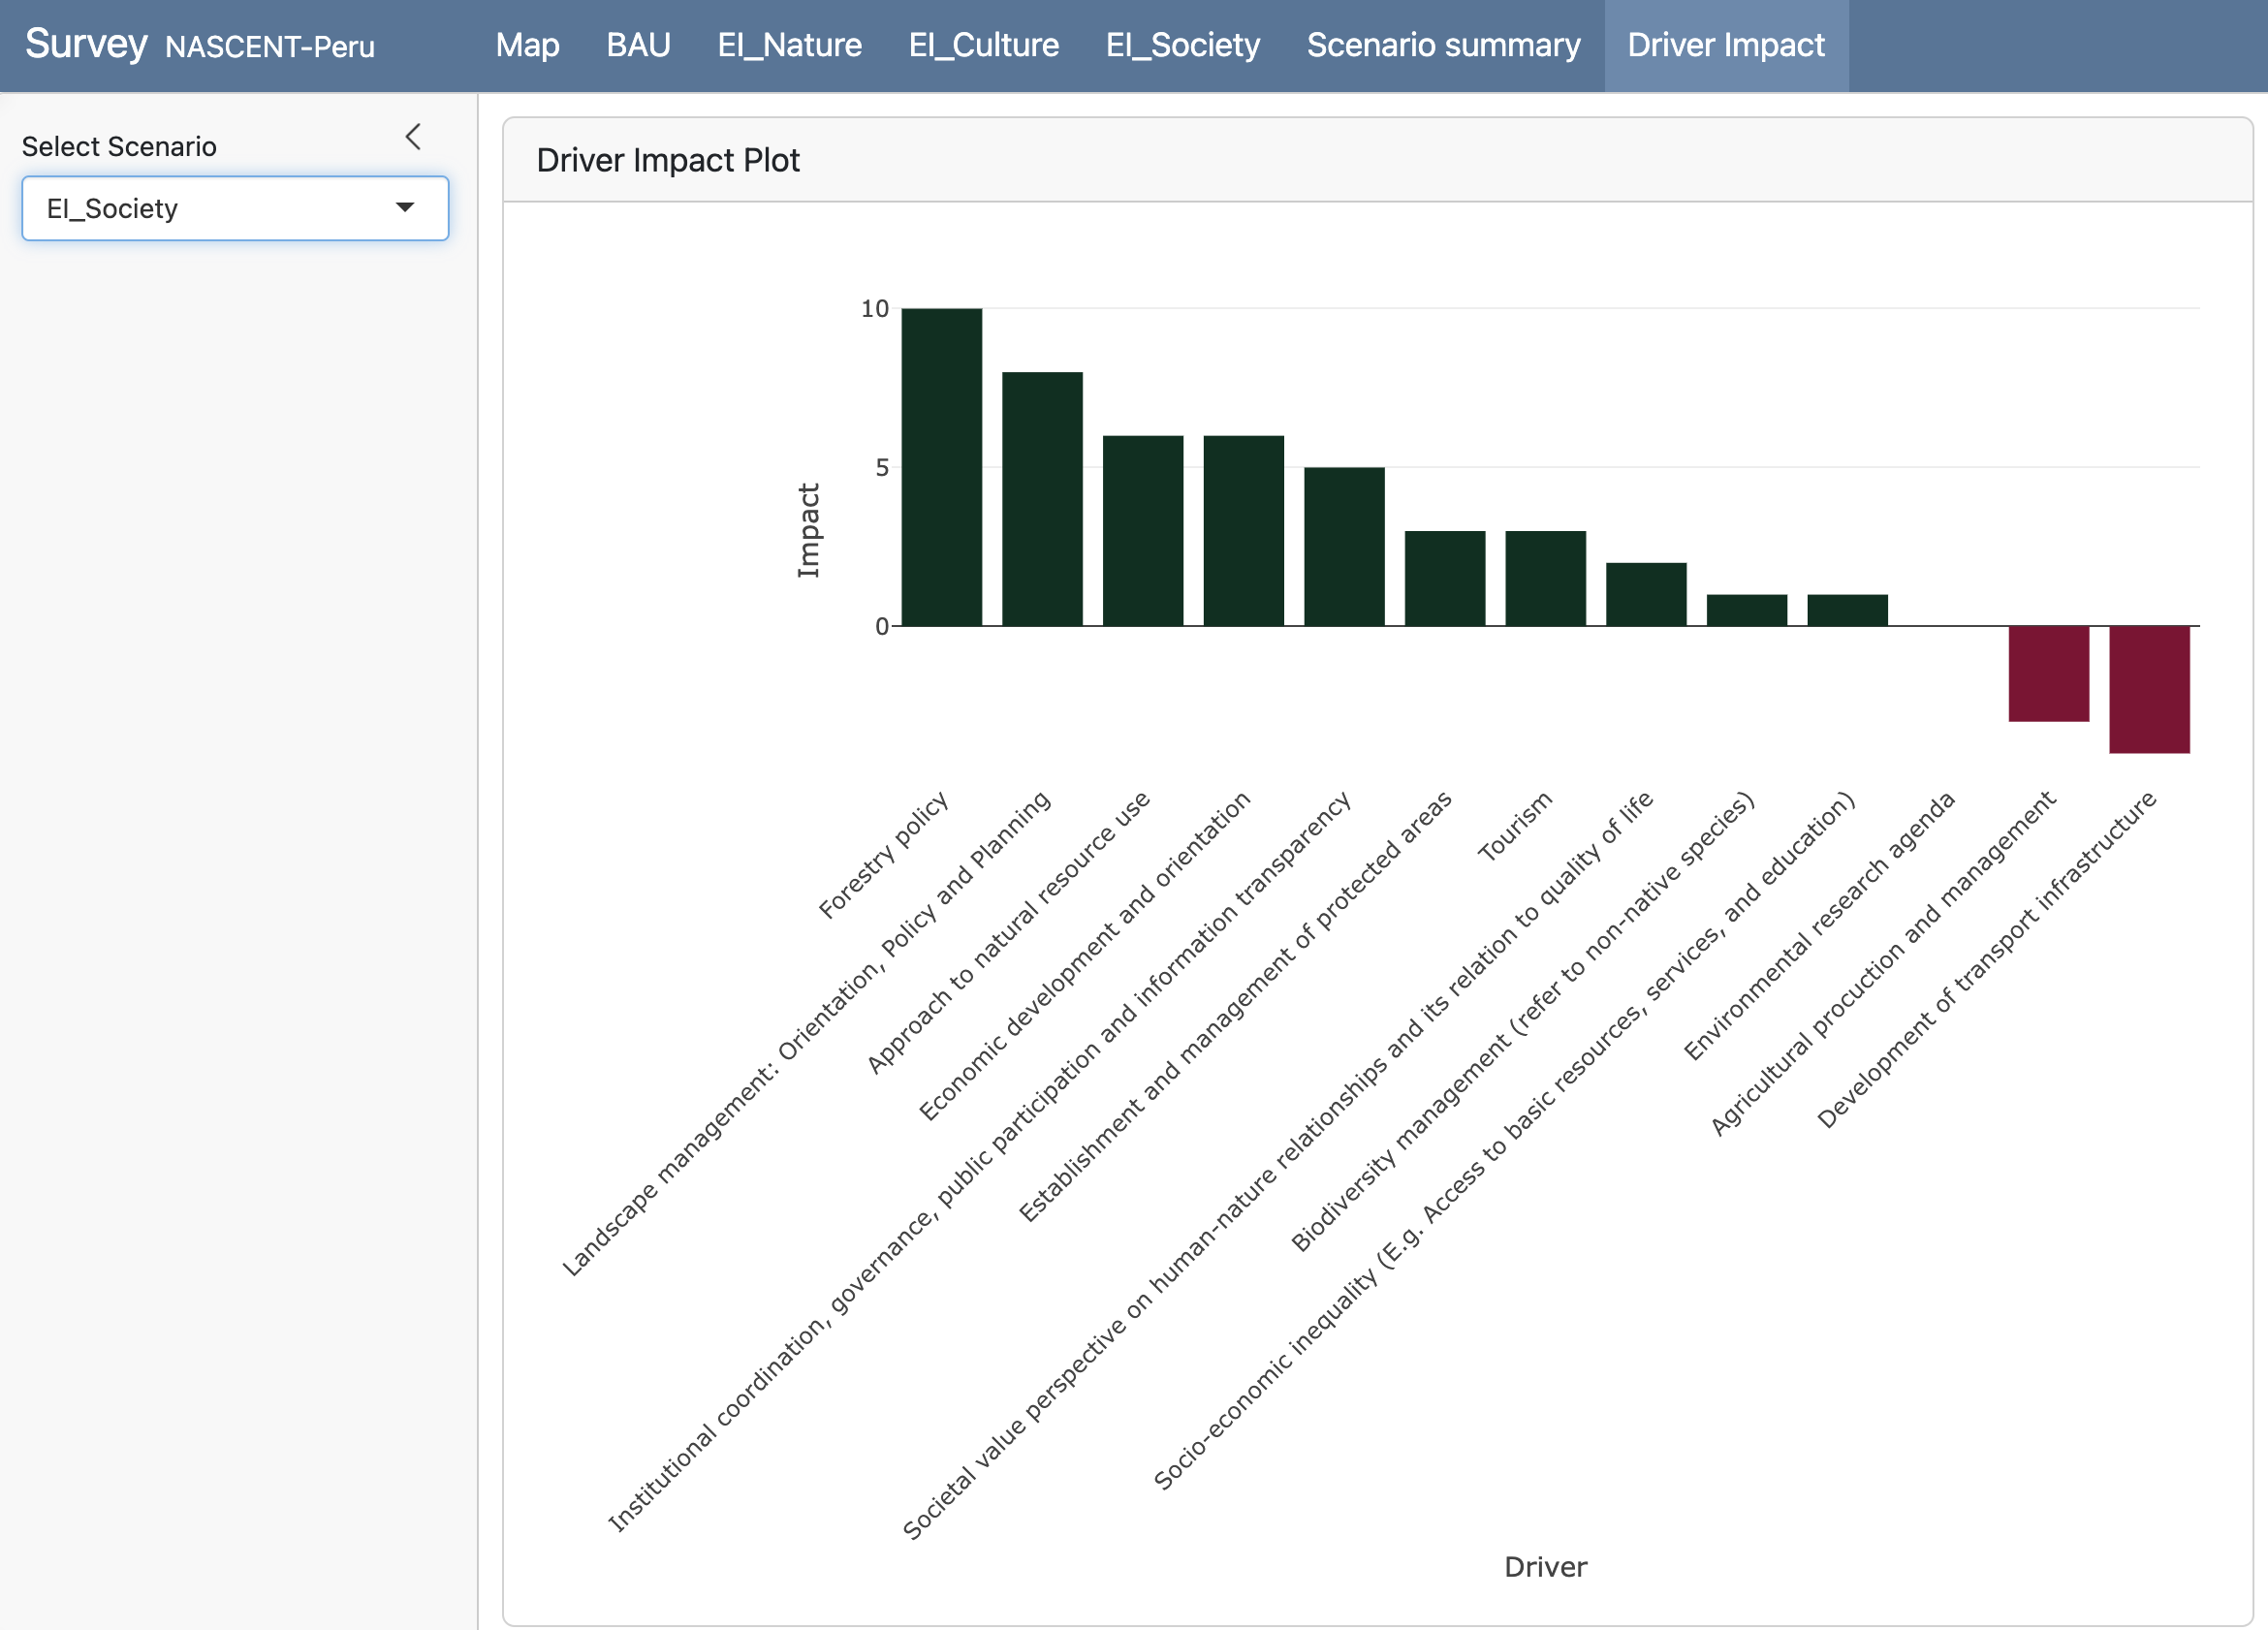 Survey NASCENT-Peru Map BAU EI_Nature EI_Culture EI_Society Scenario summary Driver Impact
Select Scenario
EI_Society
Driver Impact Plot
10
5
0
Impact
Forestry policy
Landscape management: Orientation, Policy and Planning
Approach to natural resource use
Economic development and orientation
Institutional coordination, governance, public participation and information transparency
Establishment and management of protected areas
Tourism
Societal value perspective on human-nature relationships and its relation to quality of life
Biodiversity management (refer to non-native species)
Socio-economic inequality (E.g. Access to basic resources, services, and education)
Environmental research agenda
Agricultural procuction and management
Development of transport infrastructure
Driver